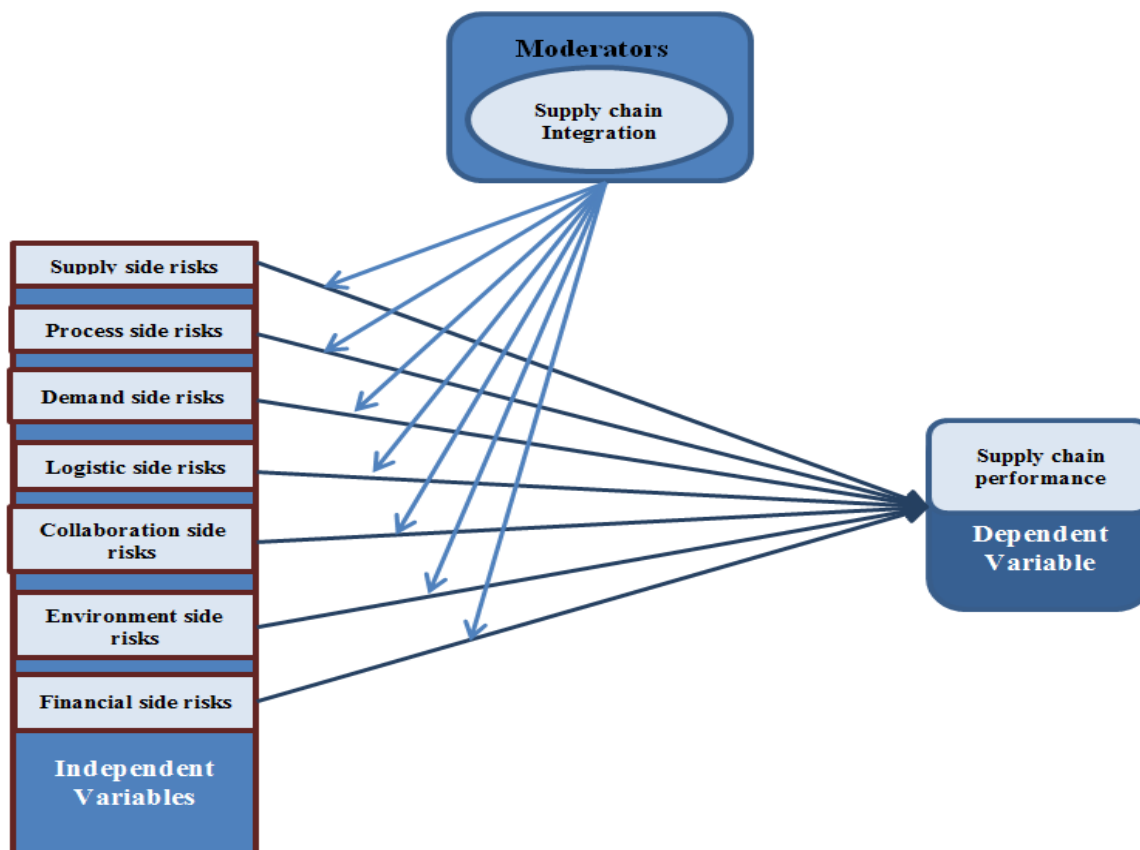 Moderators
Supply chain
Integration
Supply side risks
Process side risks
Demand side risks
Logistic side risks
Collaboration side
risks
Environment side
risks
Financial side risks
Independent
Variables
Supply chain
performance
Dependent
Variable